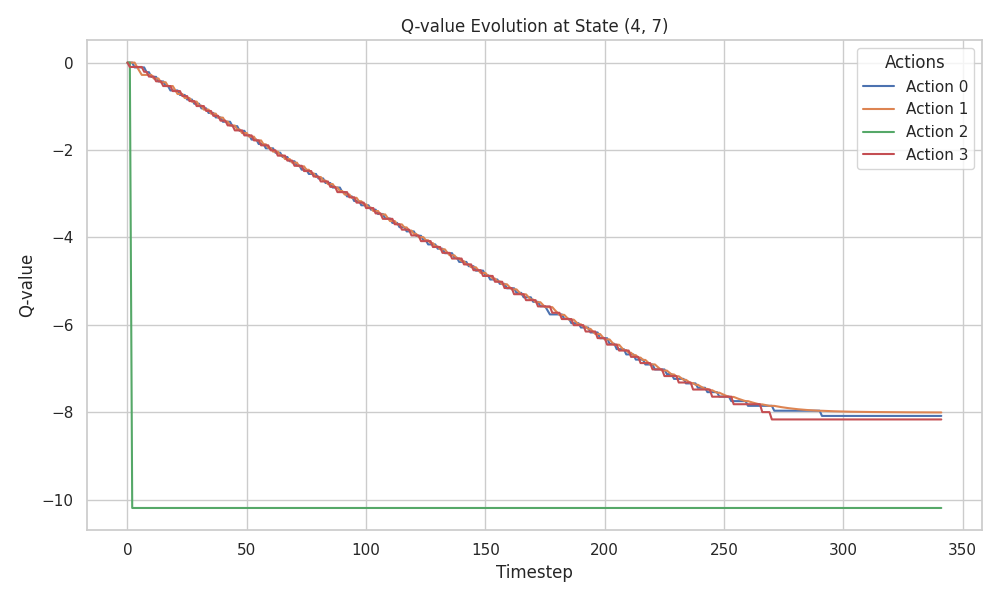 Q-value Evolution at State (4, 7)
Actions
Action 0
Action 1
Action 2
Action 3
Q-value
0
−2
−4
−6
−8
−10
0 50 100 150 200 250 300 350
Timestep